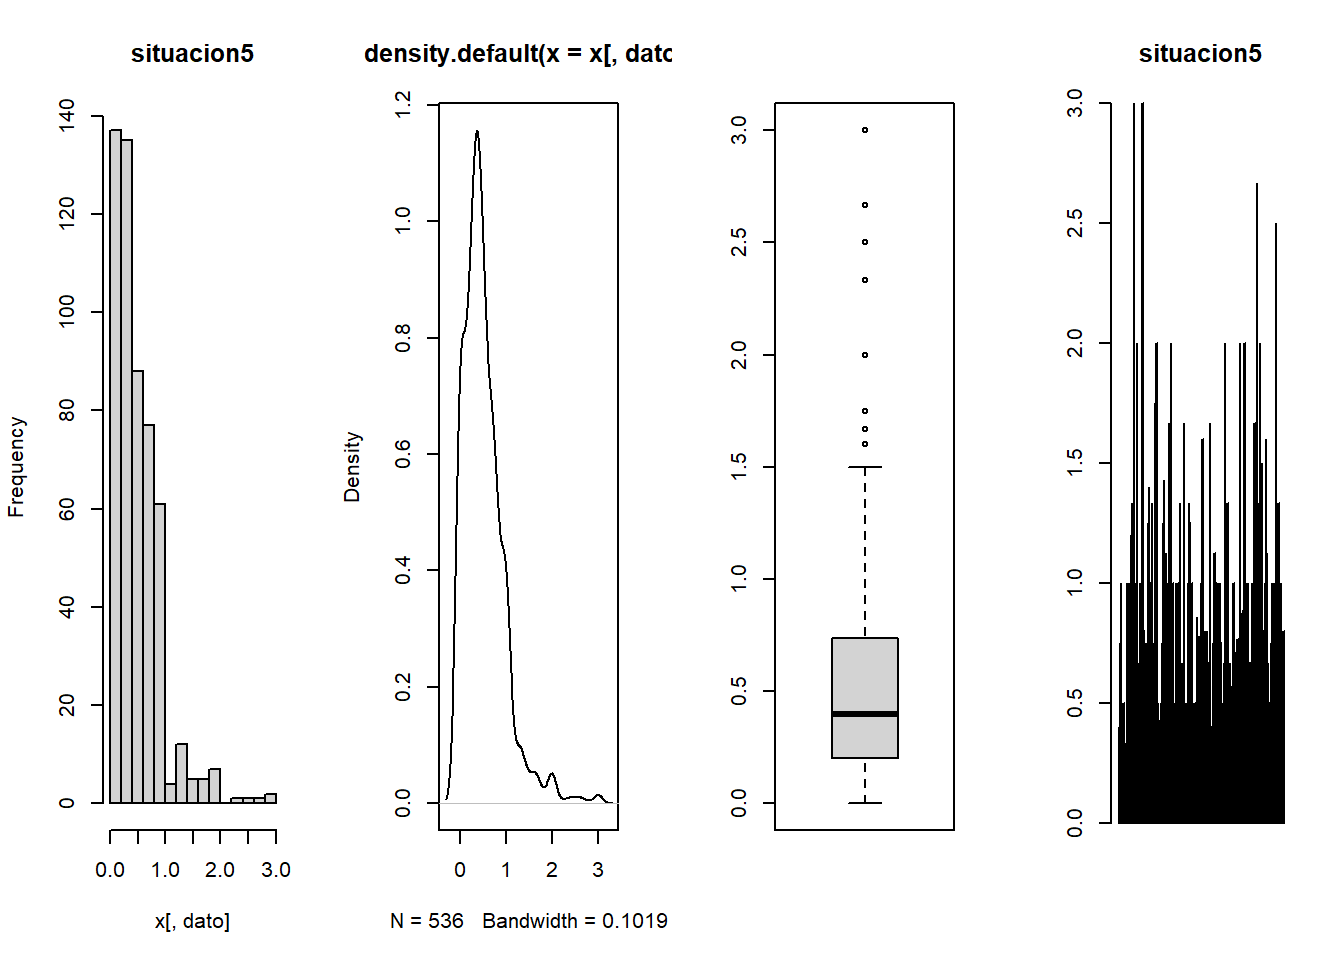 situacion5
Frequency
0 20 40 60 80 100 120 140
0.0 1.0 2.0 3.0
x[, dato]
density.default(x = x[, dato
Density
0.0 0.2 0.4 0.6 0.8 1.0 1.2
0 1 2 3
N = 536 Bandwidth = 0.1019
0.0 0.5 1.0 1.5 2.0 2.5 3.0
situacion5
0.0 0.5 1.0 1.5 2.0 2.5 3.0